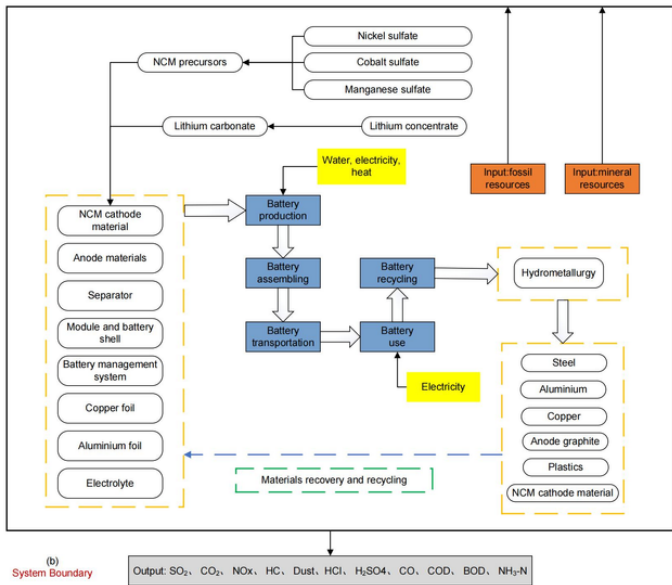 Nickel sulfate
NCM precursors
Cobalt sulfate
Manganese sulfate
Lithium carbonate
Lithium concentrate
Water, electricity,
heat
Input:fossil
resources
Input:mineral
resources
NCM cathode
material
Battery
production
Anode materials
Battery
assembling
Battery
recycling
Hydrometallurgy
Separator
Module and battery
shell
Battery
transportation
Battery
use
Battery management
system
Steel
Aluminium
Electricity
Copper foil
Copper
Anode graphite
Aluminium foil
Plastics
Materials recovery and recycling
Electrolyte
NCM cathode material
(b)
System Boundary
Output: SO₂、CO₂、NOx、HC、Dust、HCl、H₂SO4、CO、COD、BOD、NH₃-N